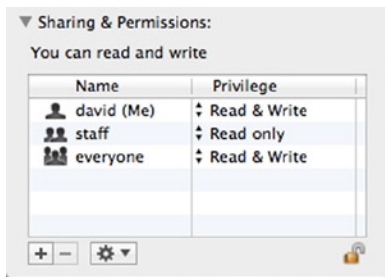 Sharing & Permissions:
You can read and write
Name Privilege
david (Me) Read & Write
staff Read only
everyone Read & Write